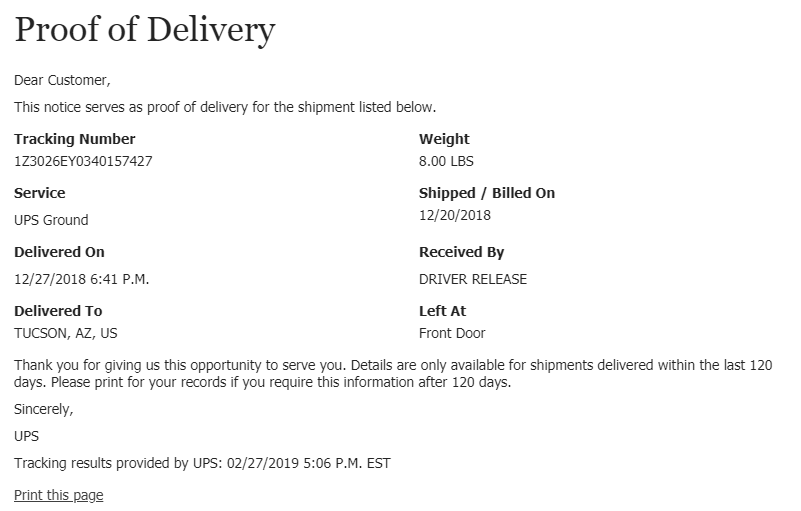 Proof of Delivery
Dear Customer,
This notice serves as proof of delivery for the shipment listed below.
Tracking Number
1Z3026EY0340157427
Weight
8.00 LBS
Service
UPS Ground
Shipped / Billed On
12/20/2018
Delivered On
12/27/2018 6:41 P.M.
Received By
DRIVER RELEASE
Delivered To
TUCSON, AZ, US
Left At
Front Door
Thank you for giving us this opportunity to serve you. Details are only available for shipments delivered within the last 120
days. Please print for your records if you require this information after 120 days.
Sincerely,
UPS
Tracking results provided by UPS: 02/27/2019 5:06 P.M. EST
Print this page